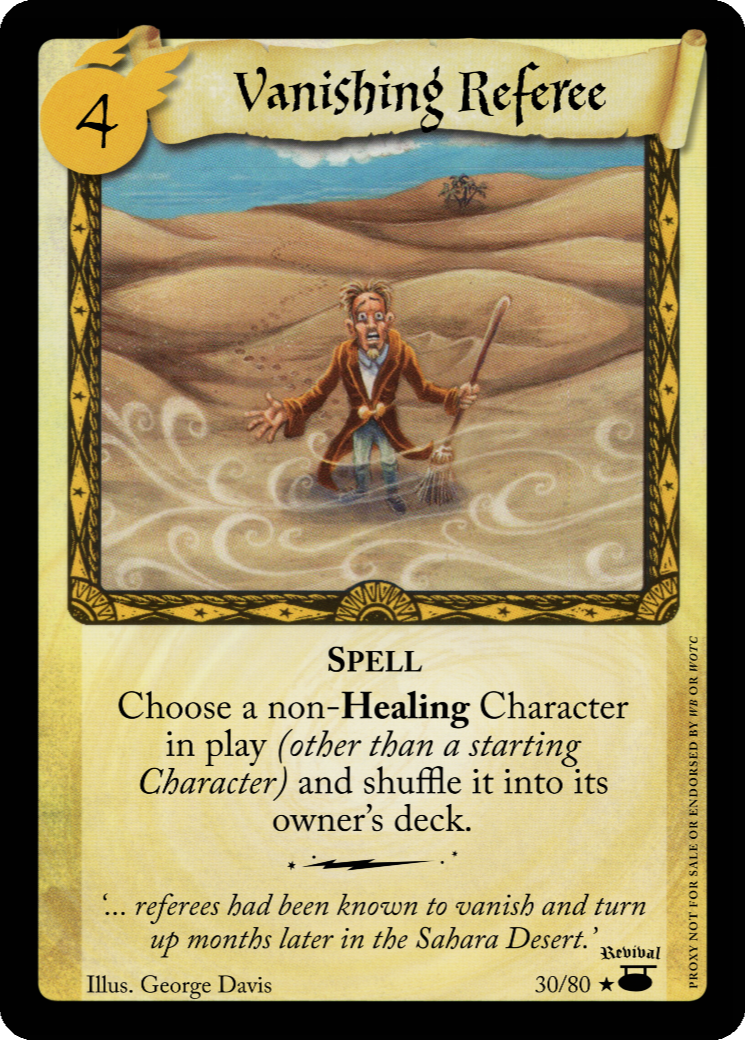 4
Vanishing Referee
SPELL
Choose a non-Healing Character
in play (other than a starting
Character) and shuffle it into its
owner's deck.
'... referees had been known to vanish and turn
up months later in the Sahara Desert.'
Revival
Illus. George Davis
30/80 ★
PROXY NOT FOR SALE OR ENDORSED BY WB OR WOTC